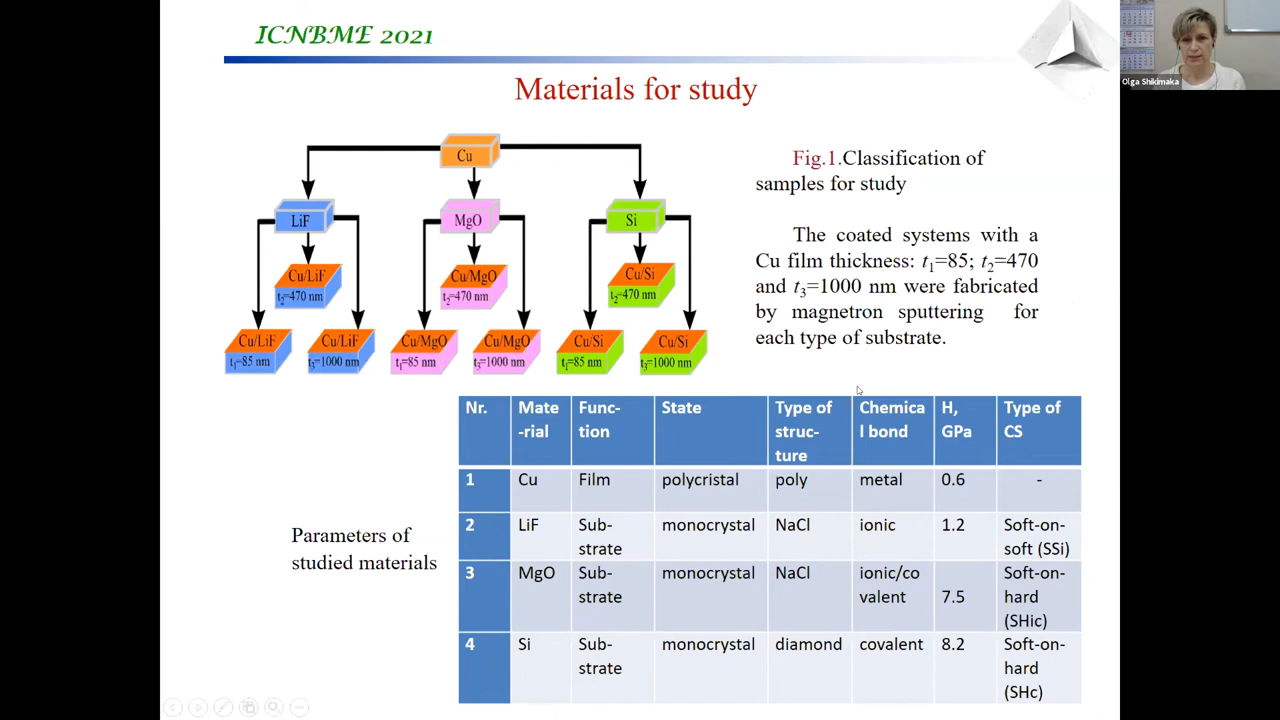 ICNBME 2021
Olga Shikimaka
Materials for study
Cu
LiF
MgO
Si
Cu/LiF
t2=470 nm
Cu/MgO
t2=470 nm
Cu/Si
t2=470 nm
Cu/LiF
t1=85 nm
Cu/LiF
t3=1000 nm
Cu/MgO
t1=85 nm
Cu/MgO
t3=1000 nm
Cu/Si
t1=85 nm
Cu/Si
t3=1000 nm
Fig.1.Classification of
samples for study
The coated systems with a
Cu film thickness: t1=85; t2=470
and t3=1000 nm were fabricated
by magnetron sputtering for
each type of substrate.
Parameters of
studied materials
Nr.
Mate
-rial
Func-
tion
State
Type of
struc-
ture
Chemica
l bond
H,
GPa
Type of
CS
1
Cu
Film
polycristal
poly
metal
0.6
-
2
LiF
Sub-
strate
monocrystal
NaCl
ionic
1.2
Soft-on-
soft (SSi)
3
MgO
Sub-
strate
monocrystal
NaCl
ionic/co
valent
7.5
Soft-on-
hard
(SHic)
4
Si
Sub-
strate
monocrystal
diamond
covalent
8.2
Soft-on-
hard
(SHc)